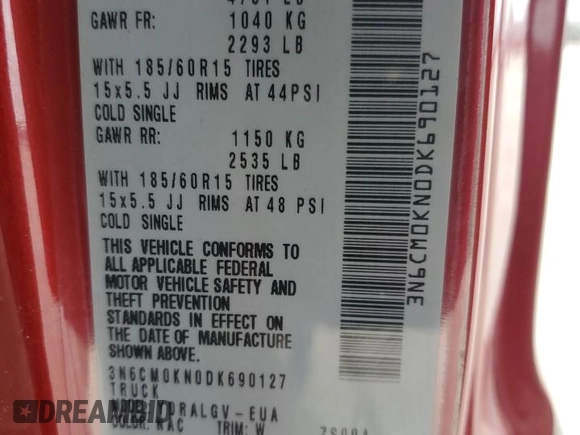 GAWR FR: 1040 KG
2293 LB
WITH 185/60R15 TIRES
15x5.5 JJ RIMS AT 44PSI
COLD SINGLE
GAWR RR: 1150 KG
2535 LB
WITH 185/60R15 TIRES
15x5.5 JJ RIMS AT 48 PSI
COLD SINGLE
THIS VEHICLE CONFORMS TO
ALL APPLICABLE FEDERAL
MOTOR VEHICLE SAFETY AND
THEFT PREVENTION
STANDARDS IN EFFECT ON
THE DATE OF MANUFACTURE
SHOWN ABOVE.
3N6CM0KN0DK690127
TRUCK
COLOR: NAC TRIM: W
3N6CM0KN0DK690127
DREAMBID